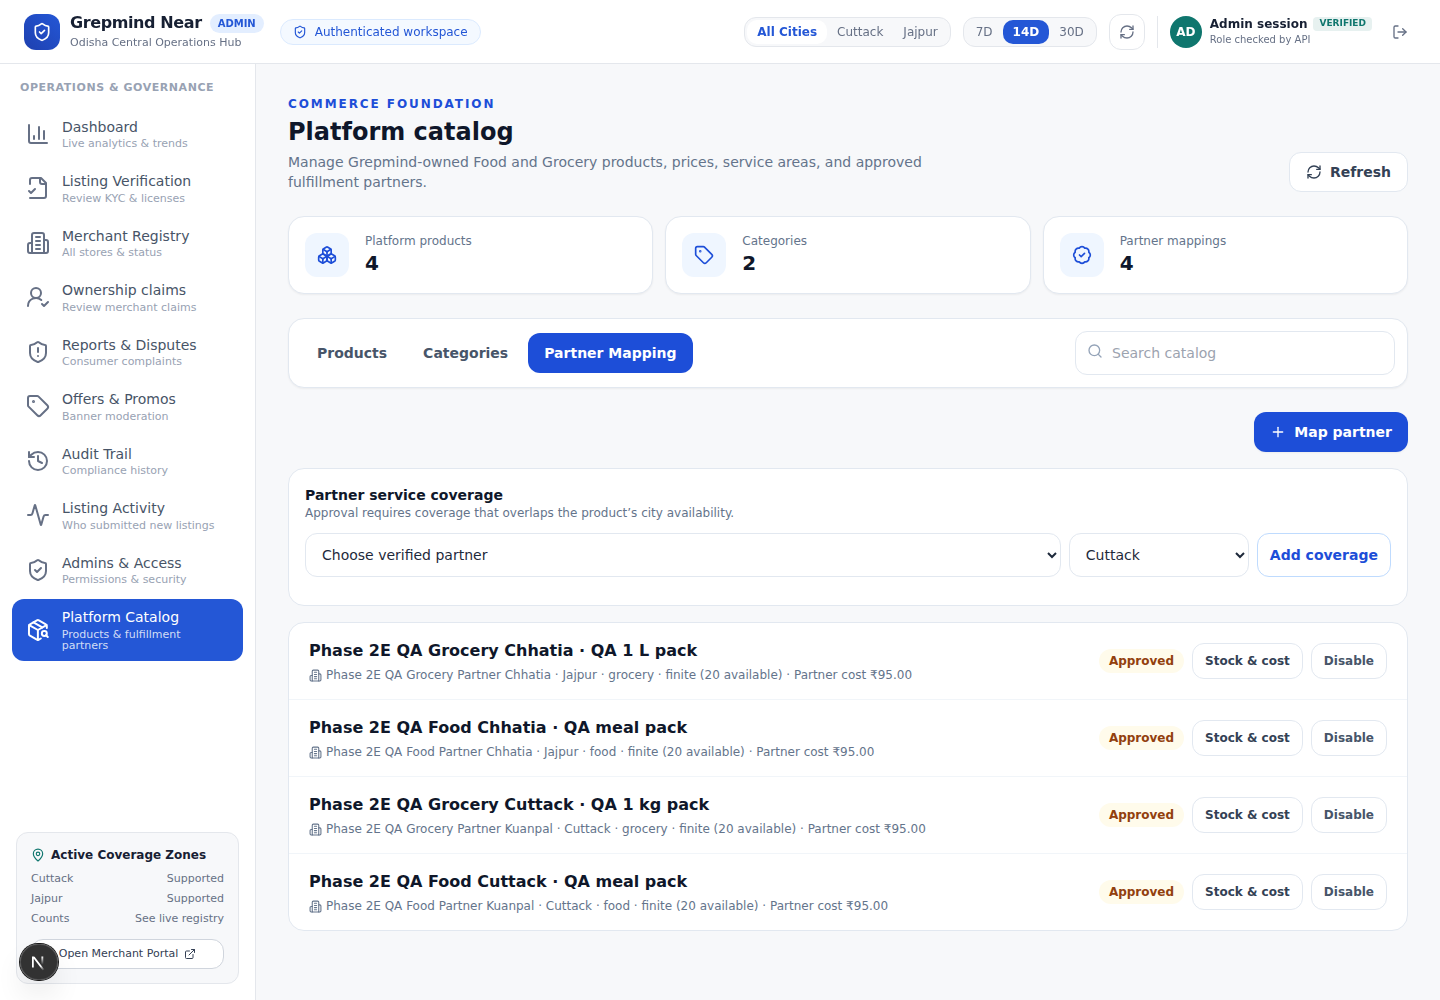 Grepmind Near ADMIN
Odisha Central Operations Hub
Authenticated workspace
All Cities Cuttack Jajpur
7D 14D 30D
AD
Admin session VERIFIED
Role checked by API
OPERATIONS & GOVERNANCE
Dashboard
Live analytics & trends
Listing Verification
Review KYC & licenses
Merchant Registry
All stores & status
Ownership claims
Review merchant claims
Reports & Disputes
Consumer complaints
Offers & Promos
Banner moderation
Audit Trail
Compliance history
Listing Activity
Who submitted new listings
Admins & Access
Permissions & security
Platform Catalog
Products & fulfillment
partners
Active Coverage Zones
Cuttack Supported
Jajpur Supported
Counts See live registry
Open Merchant Portal
N
COMMERCE FOUNDATION
Platform catalog
Manage Grepmind-owned Food and Grocery products, prices, service areas, and approved
fulfillment partners.
Refresh
Platform products
4
Categories
2
Partner mappings
4
Products Categories Partner Mapping
Search catalog
Map partner
Partner service coverage
Approval requires coverage that overlaps the product’s city availability.
Choose verified partner Cuttack Add coverage
Phase 2E QA Grocery Chhatia · QA 1 L pack
Phase 2E QA Grocery Partner Chhatia · Jajpur · grocery · finite (20 available) · Partner cost ₹95.00
Approved Stock & cost Disable
Phase 2E QA Food Chhatia · QA meal pack
Phase 2E QA Food Partner Chhatia · Jajpur · food · finite (20 available) · Partner cost ₹95.00
Approved Stock & cost Disable
Phase 2E QA Grocery Cuttack · QA 1 kg pack
Phase 2E QA Grocery Partner Kuanpal · Cuttack · grocery · finite (20 available) · Partner cost ₹95.00
Approved Stock & cost Disable
Phase 2E QA Food Cuttack · QA meal pack
Phase 2E QA Food Partner Kuanpal · Cuttack · food · finite (20 available) · Partner cost ₹95.00
Approved Stock & cost Disable